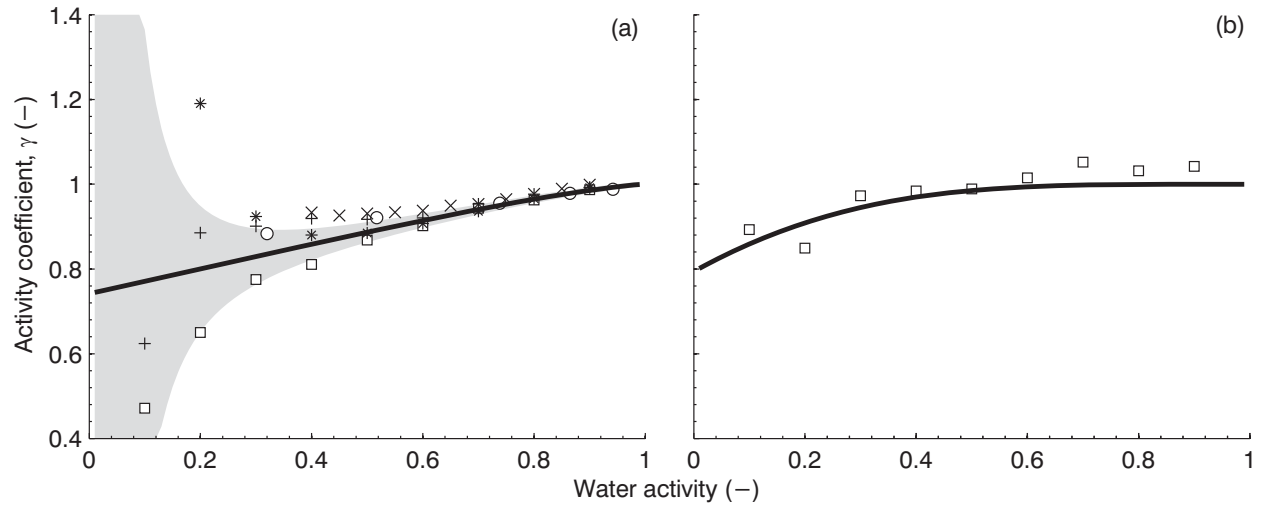 1.4
1.2
1
0.8
0.6
0.4
Activity coefficient, γ (−)
(a)
(b)
0 0.2 0.4 0.6 0.8 1
0 0.2 0.4 0.6 0.8 1
Water activity (−)